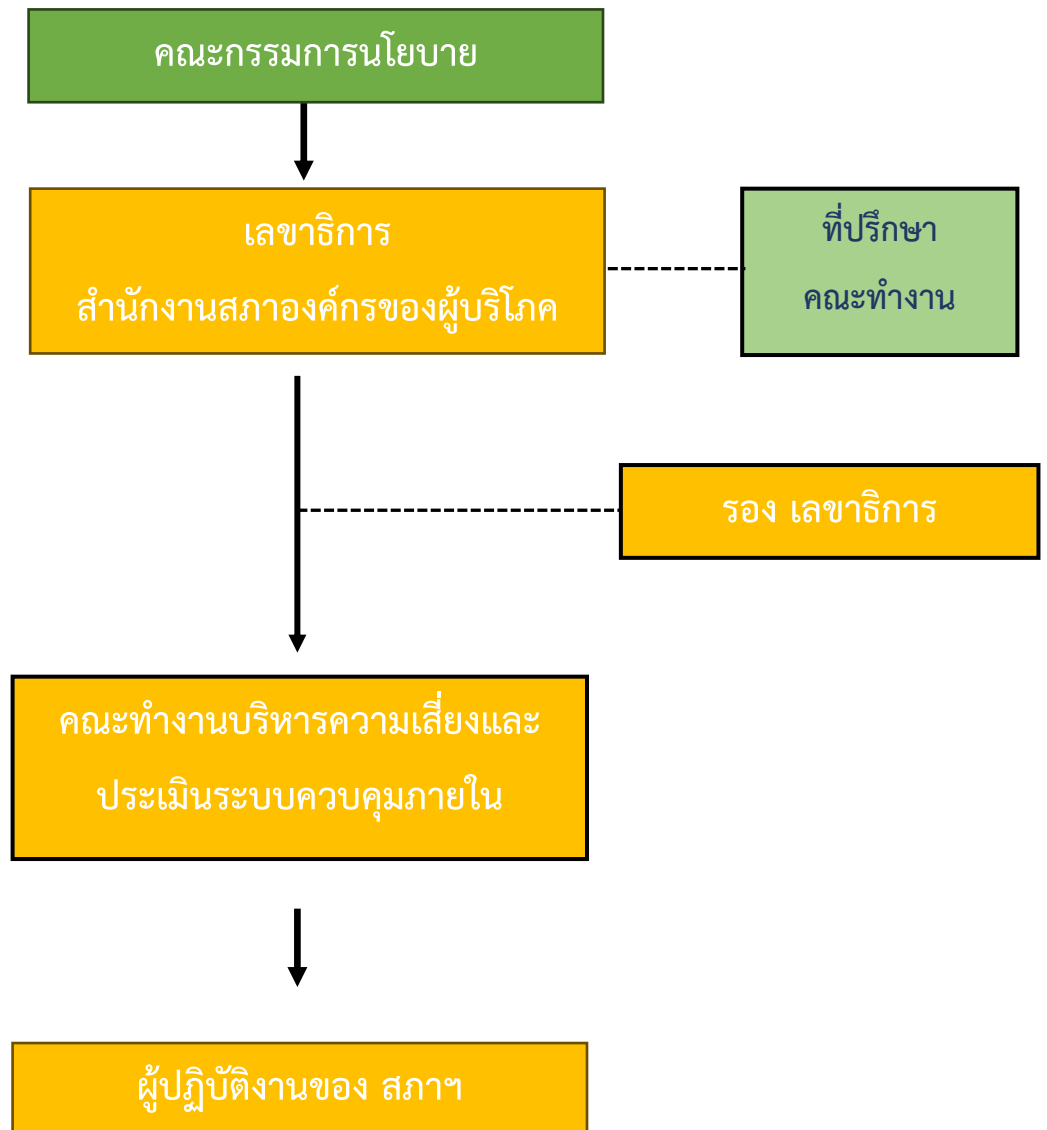 คณะกรรมการนโยบาย
เลขาธิการ
สำนักงานสภาองค์กรของผู้บริโภค
ที่ปรึกษา
คณะทำงาน
รอง เลขาธิการ
คณะทำงานบริหารความเสี่ยงและ
ประเมินระบบควบคุมภายใน
ผู้ปฏิบัติงานของ สภาฯ